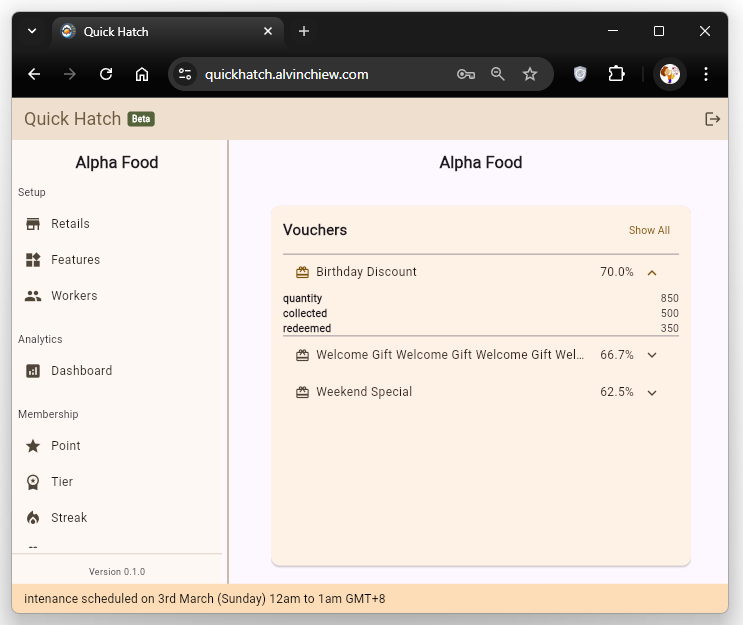 Quick Hatch
quickhatch.alvinchiew.com
Quick Hatch Beta
Alpha Food
Setup
Retails
Features
Workers
Analytics
Dashboard
Membership
Point
Tier
Streak
Version 0.1.0
Alpha Food
Vouchers Show All
Birthday Discount 70.0%
quantity 850
collected 500
redeemed 350
Welcome Gift Welcome Gift Welcome Gift Wel... 66.7%
Weekend Special 62.5%
intenance scheduled on 3rd March (Sunday) 12am to 1am GMT+8